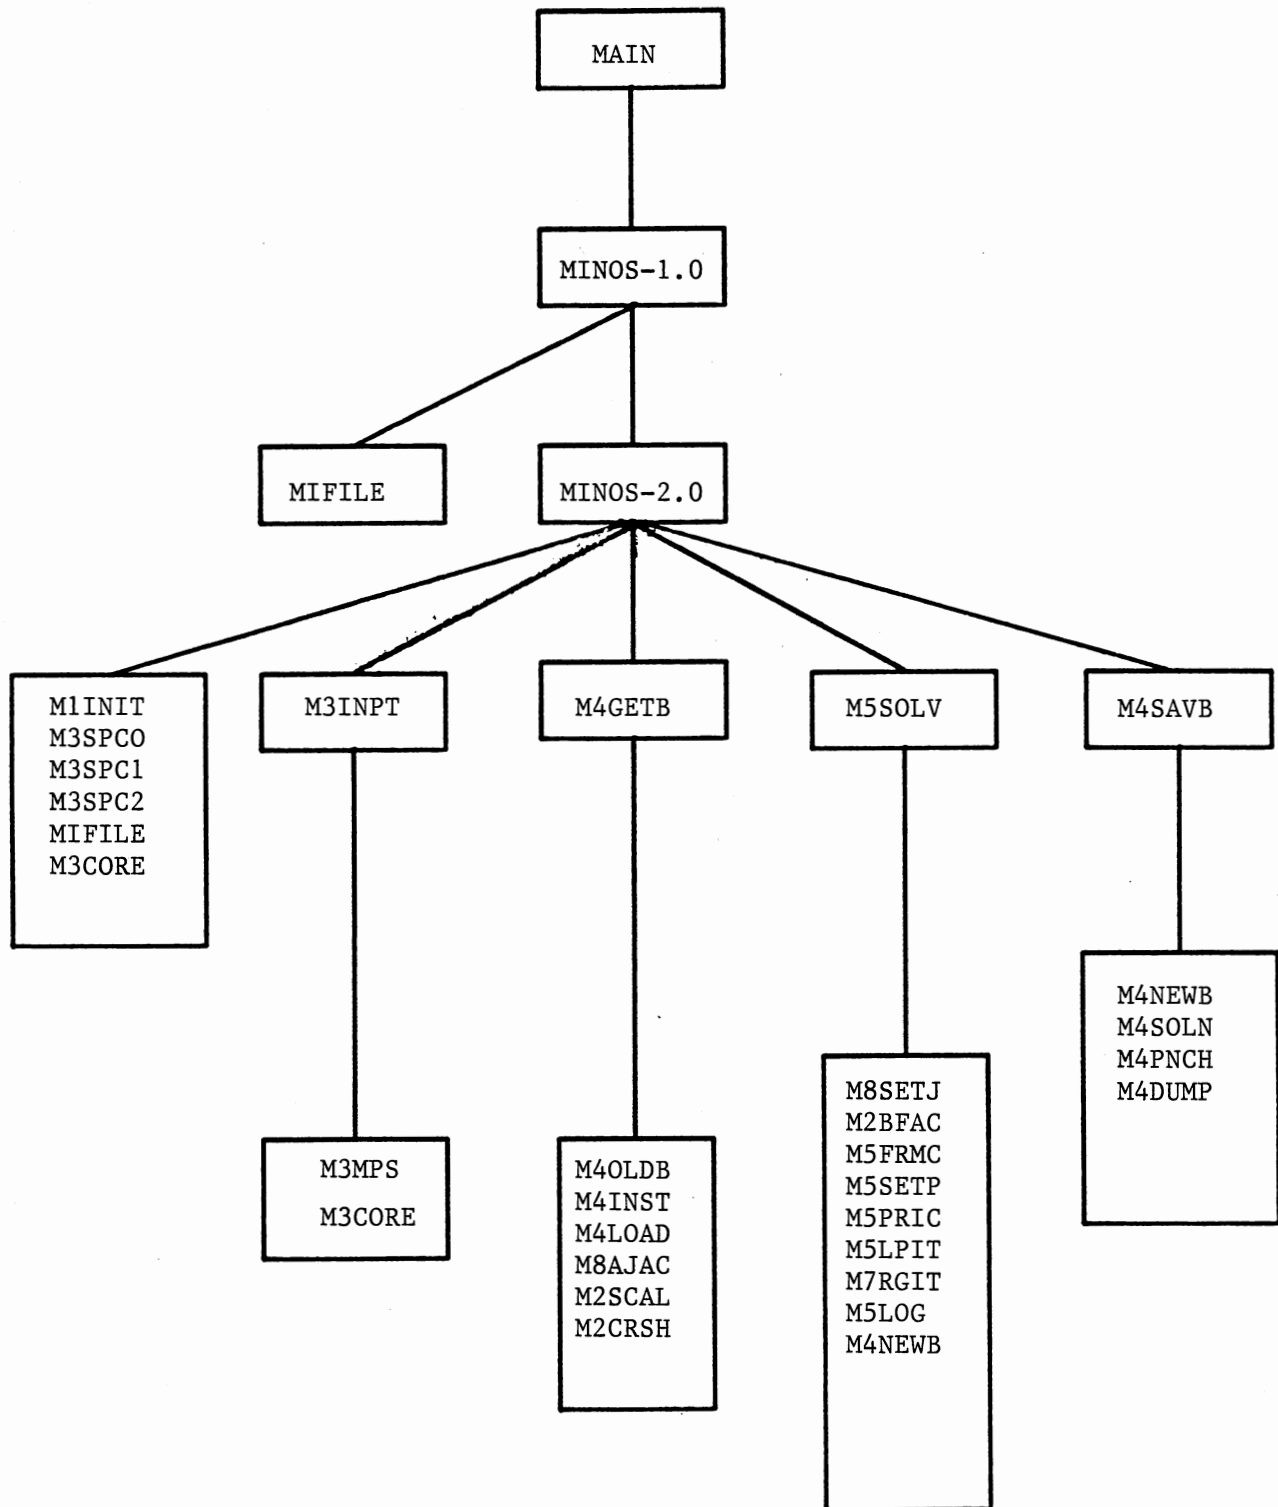 MAIN
MINOS-1.0
MIFILE
MINOS-2.0
M1INIT
M3SPCO
M3SPC1
M3SPC2
MIFILE
M3CORE
M3INPT
M4GETB
M5SOLV
M4SAVB
M3MPS
M3CORE
M4OLDB
M4INST
M4LOAD
M8AJAC
M2SCAL
M2CRSH
M8SETJ
M2BFAC
M5FRMC
M5SETP
M5PRIC
M5LPIT
M7RGIT
M5LOG
M4NEWB
M4NEWB
M4SOLN
M4PNCH
M4DUMP